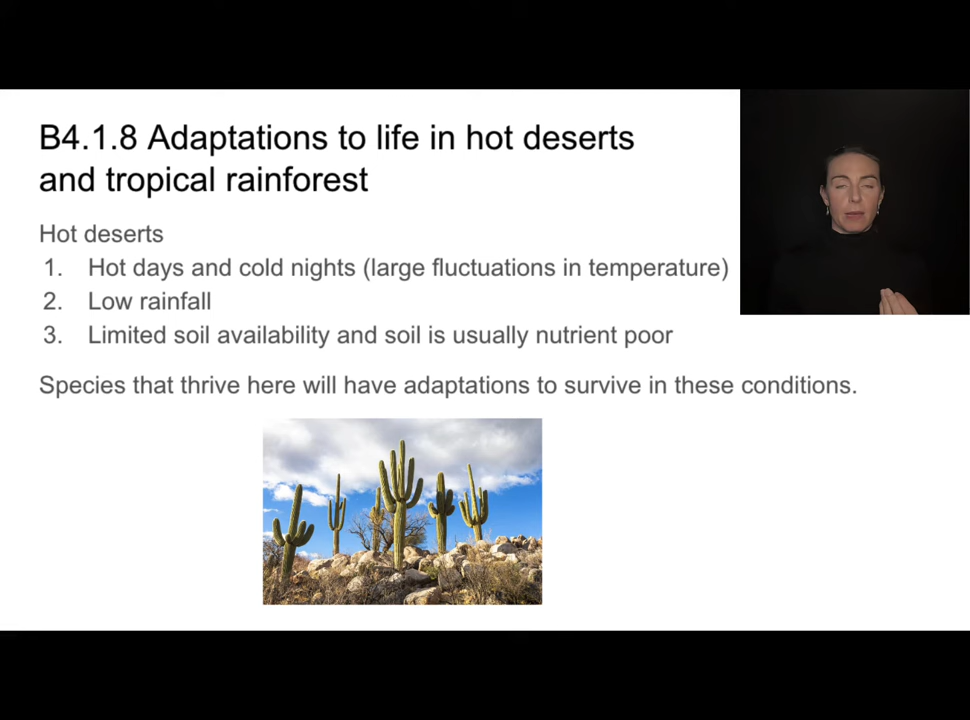 B4.1.8 Adaptations to life in hot deserts
and tropical rainforest
Hot deserts
1. Hot days and cold nights (large fluctuations in temperature)
2. Low rainfall
3. Limited soil availability and soil is usually nutrient poor
Species that thrive here will have adaptations to survive in these conditions.